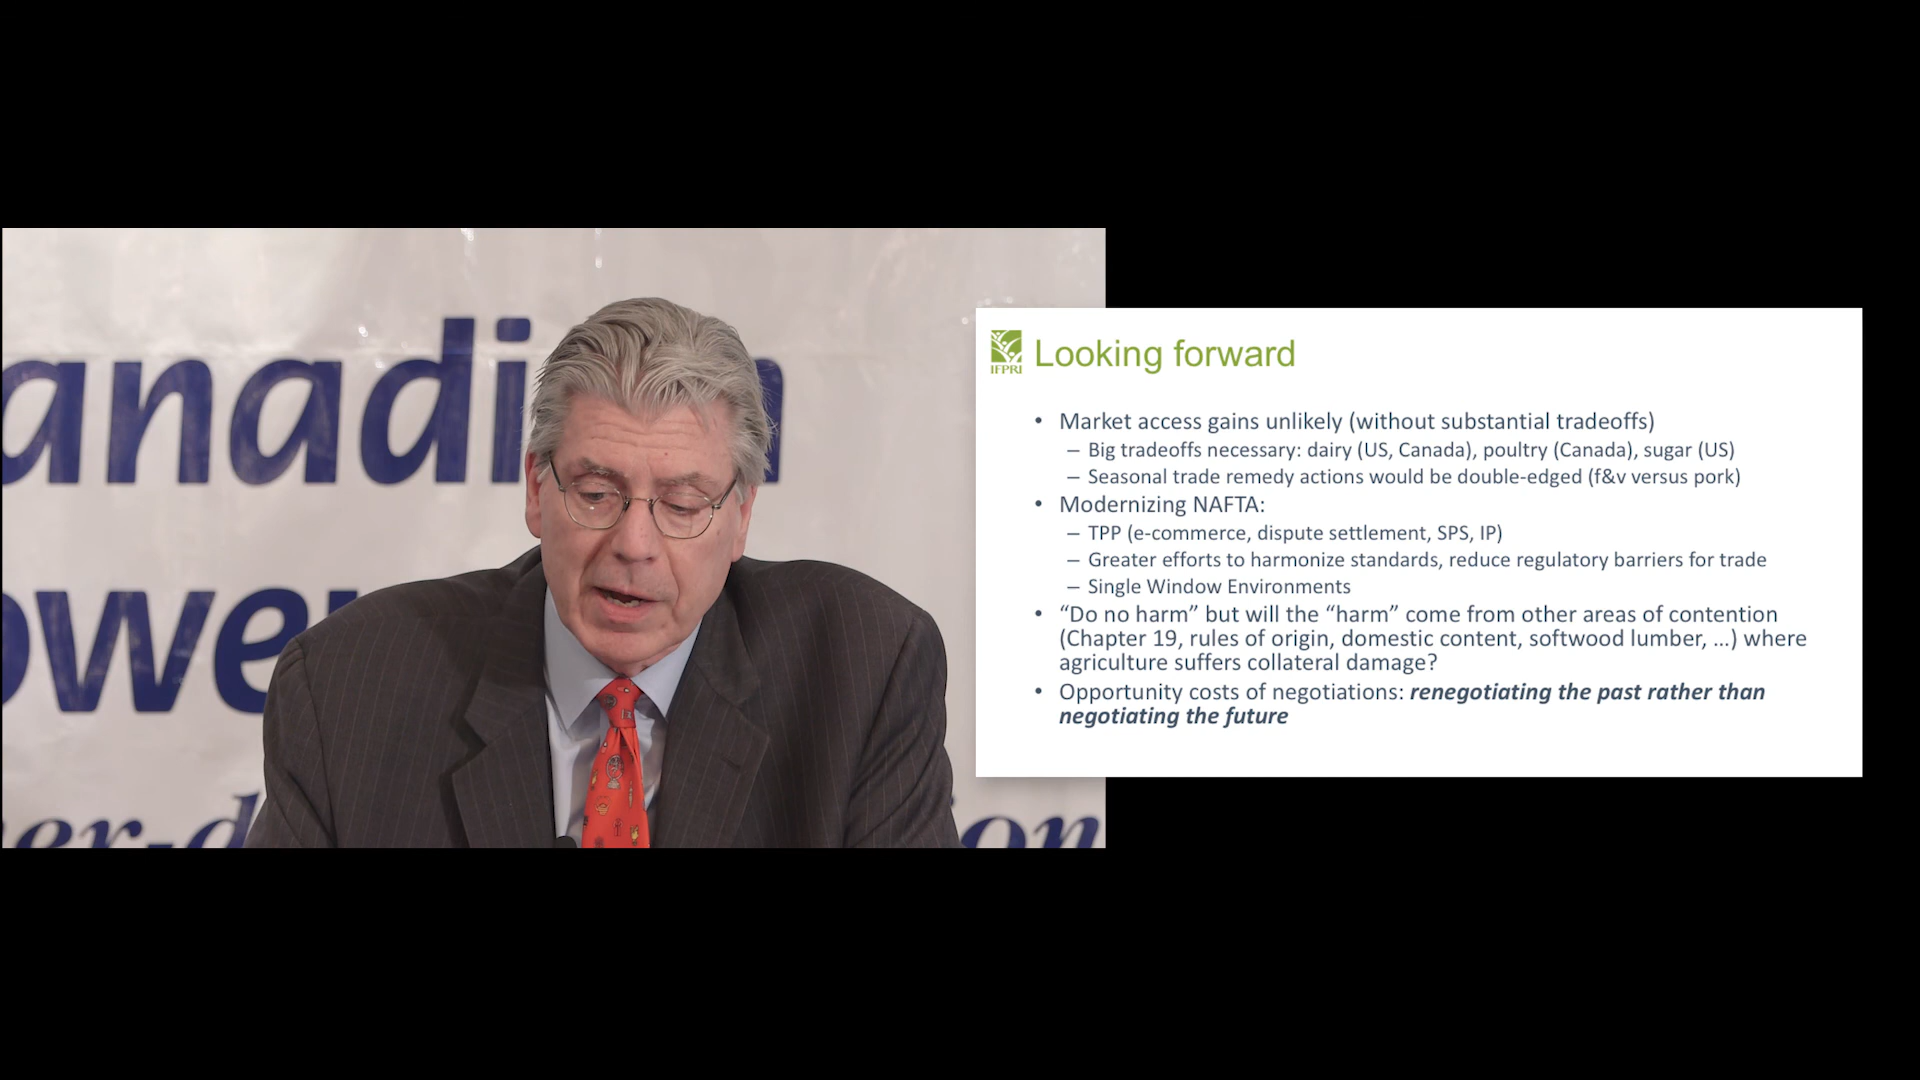 anadi n
owe
er-d
on
IFPRI
Looking forward
• Market access gains unlikely (without substantial tradeoffs)
– Big tradeoffs necessary: dairy (US, Canada), poultry (Canada), sugar (US)
– Seasonal trade remedy actions would be double-edged (f&v versus pork)
• Modernizing NAFTA:
– TPP (e-commerce, dispute settlement, SPS, IP)
– Greater efforts to harmonize standards, reduce regulatory barriers for trade
– Single Window Environments
• “Do no harm” but will the “harm” come from other areas of contention
(Chapter 19, rules of origin, domestic content, softwood lumber, …) where
agriculture suffers collateral damage?
• Opportunity costs of negotiations: renegotiating the past rather than
negotiating the future